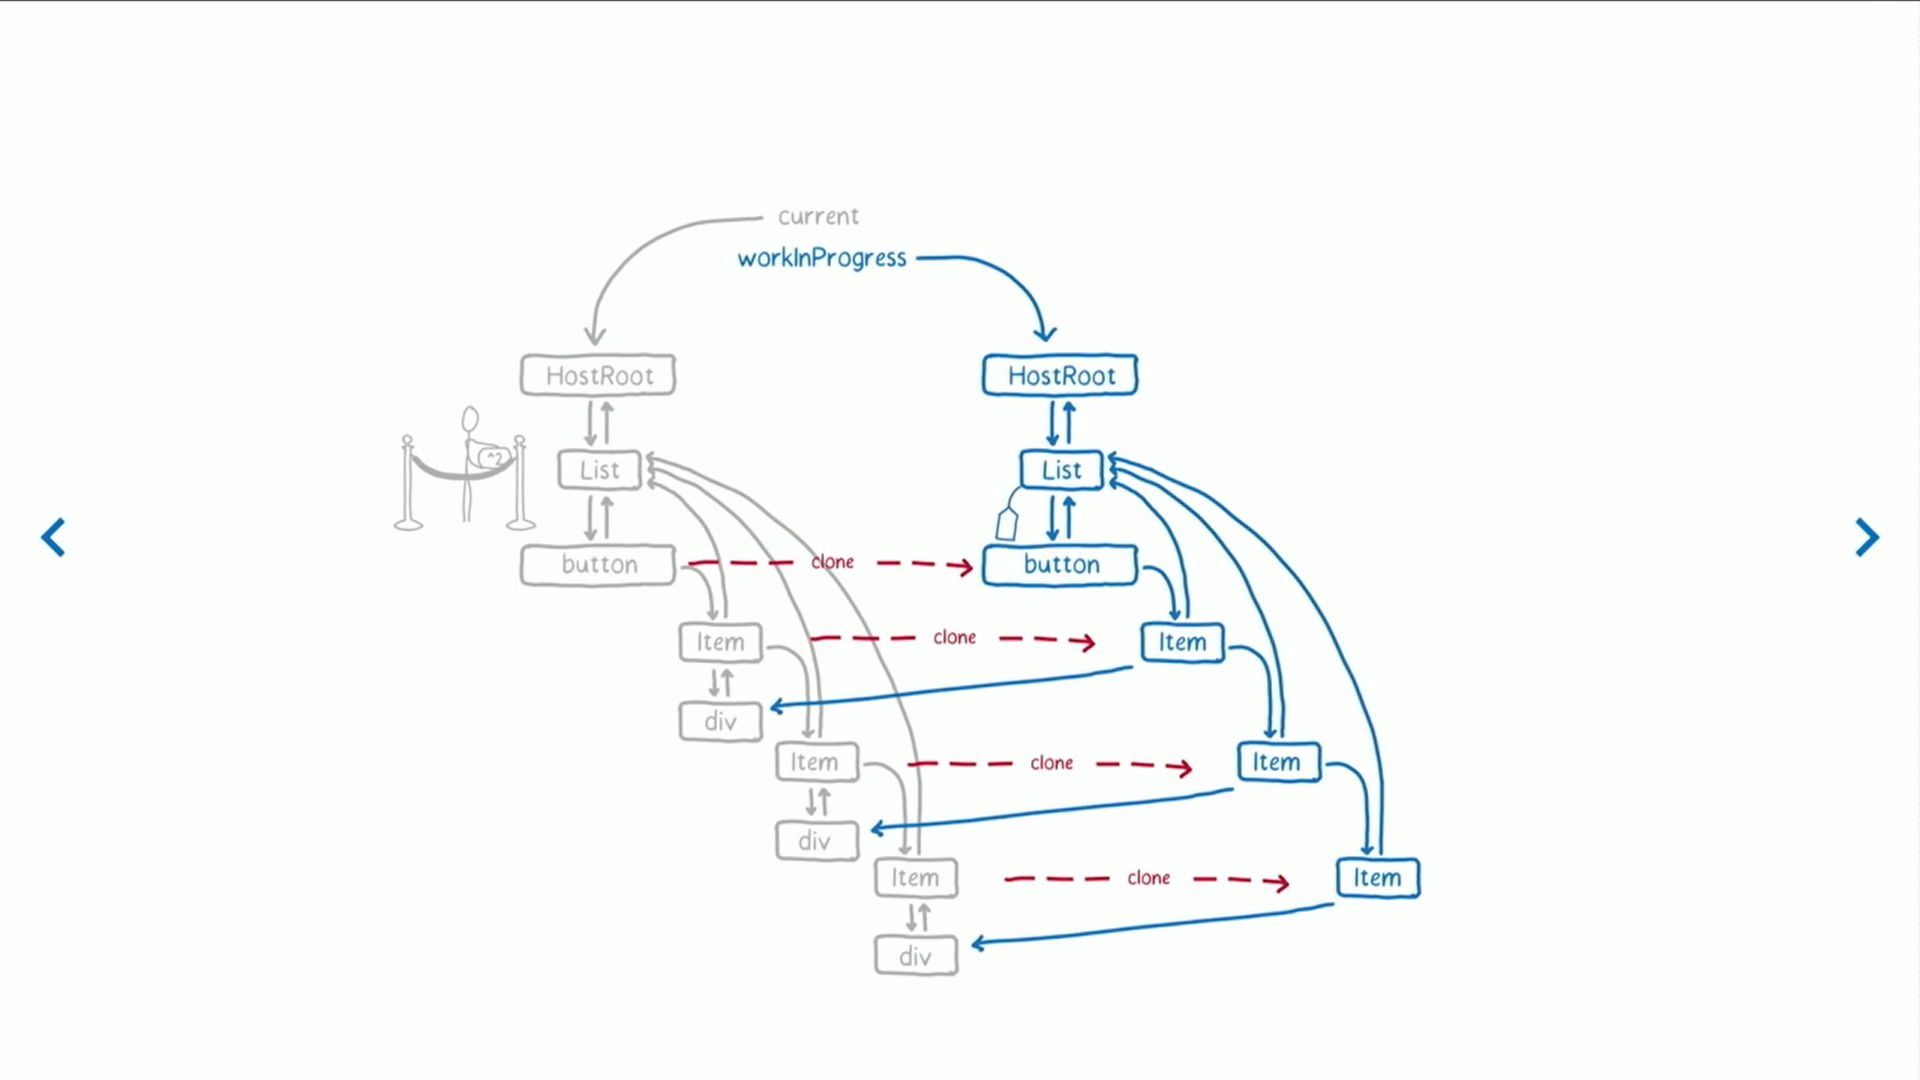 current
workInProgress
HostRoot
HostRoot
^2
List
List
button
clone
button
Item
clone
Item
div
Item
clone
Item
div
Item
clone
Item
div